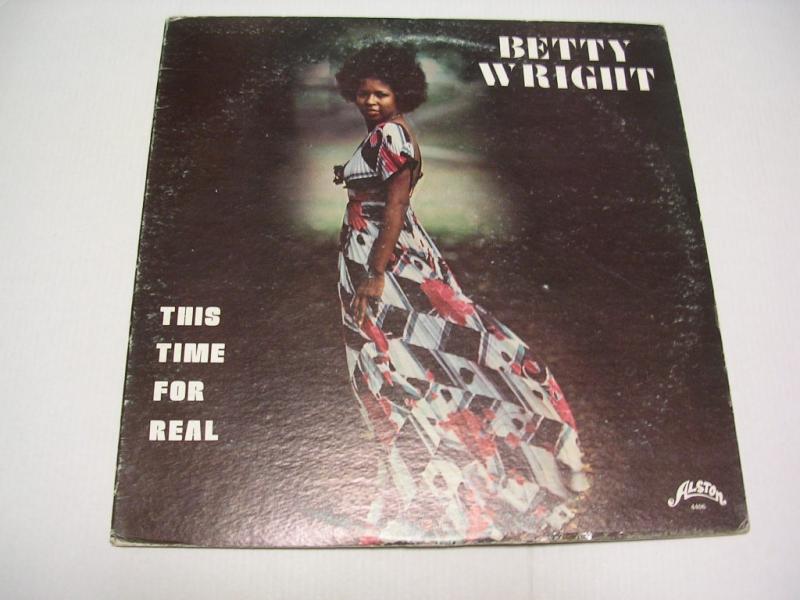 BETTY
WRIGHT
THIS
TIME
FOR
REAL
ALSTON
4406